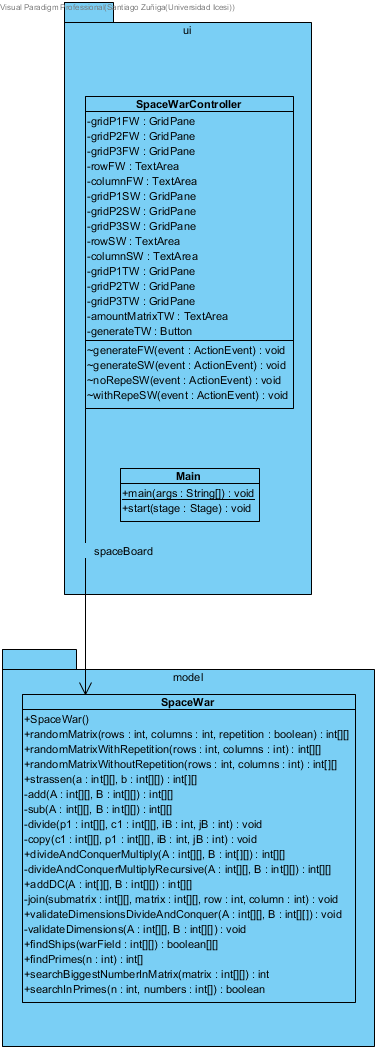 Visual Paradigm Professional(Santiago Zuñiga(Universidad Icesi))
ui
SpaceWarController
-gridP1FW : GridPane
-gridP2FW : GridPane
-gridP3FW : GridPane
-rowFW : TextArea
-columnFW : TextArea
-gridP1SW : GridPane
-gridP2SW : GridPane
-gridP3SW : GridPane
-rowSW : TextArea
-columnSW : TextArea
-gridP1TW : GridPane
-gridP2TW : GridPane
-gridP3TW : GridPane
-amountMatrixTW : TextArea
-generateTW : Button
~generateFW(event : ActionEvent) : void
~generateSW(event : ActionEvent) : void
~noRepeSW(event : ActionEvent) : void
~withRepeSW(event : ActionEvent) : void
Main
+main(args : String[]) : void
+start(stage : Stage) : void
spaceBoard
model
SpaceWar
+SpaceWar()
+randomMatrix(rows : int, columns : int, repetition : boolean) : int[][]
+randomMatrixWithRepetition(rows : int, columns : int) : int[][]
+randomMatrixWithoutRepetition(rows : int, columns : int) : int[][]
+strassen(a : int[][], b : int[][]) : int[][]
-add(A : int[][], B : int[][]) : int[][]
-sub(A : int[][], B : int[][]) : int[][]
-divide(p1 : int[][], c1 : int[][], iB : int, jB : int) : void
-copy(c1 : int[][], p1 : int[][], iB : int, jB : int) : void
+divideAndConquerMultiply(A : int[][], B : int[][]) : int[][]
-divideAndConquerMultiplyRecursive(A : int[][], B : int[][]) : int[][]
+addDC(A : int[][], B : int[][]) : int[][]
-join(submatrix : int[][], matrix : int[][], row : int, column : int) : void
+validateDimensionsDivideAndConquer(A : int[][], B : int[][]) : void
-validateDimensions(A : int[][], B : int[][]) : void
+findShips(warField : int[][]) : boolean[][]
+findPrimes(n : int) : int[]
+searchBiggestNumberInMatrix(matrix : int[][]) : int
+searchInPrimes(n : int, numbers : int[]) : boolean